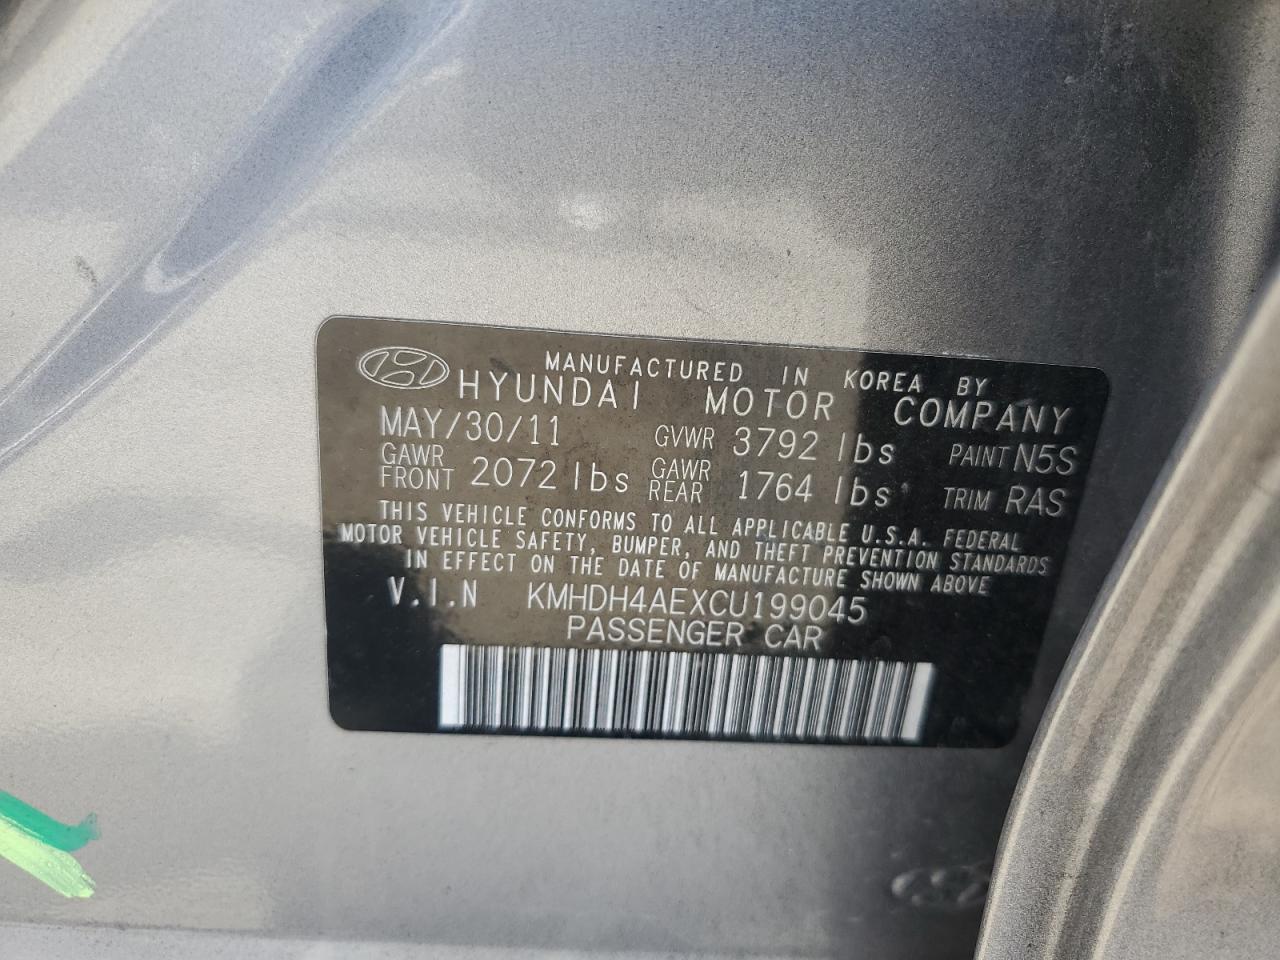 MANUFACTURED IN KOREA BY
HYUNDAI MOTOR COMPANY
MAY/30/11 GVWR 3792 lbs PAINT N5S
GAWR FRONT 2072 lbs GAWR REAR 1764 lbs TRIM RAS
THIS VEHICLE CONFORMS TO ALL APPLICABLE U.S.A. FEDERAL
MOTOR VEHICLE SAFETY, BUMPER, AND THEFT PREVENTION STANDARDS
IN EFFECT ON THE DATE OF MANUFACTURE SHOWN ABOVE
V.I.N KMHDH4AEXCU199045
PASSENGER CAR